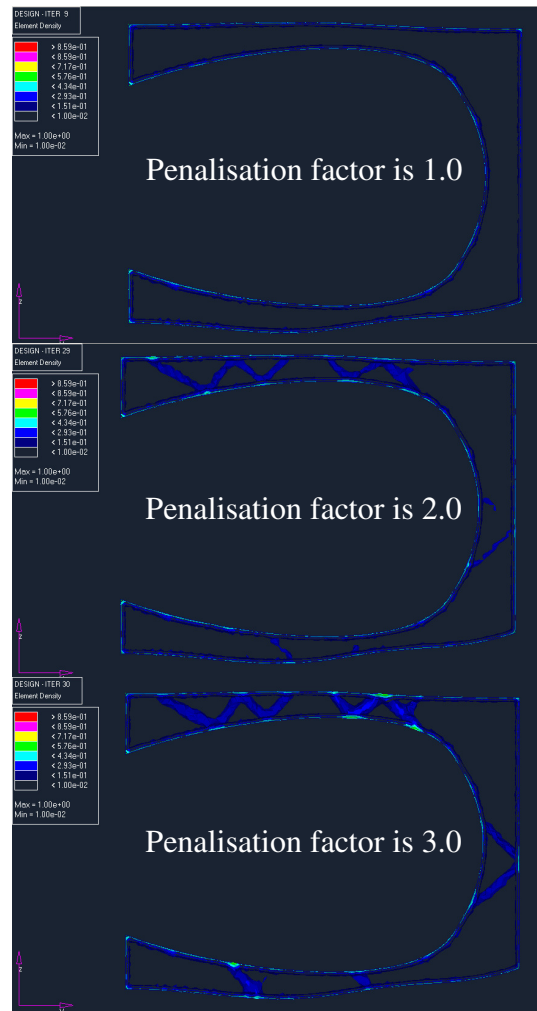 DESIGN - ITER 9
Element Density
> 8.59e-01
< 8.59e-01
< 7.17e-01
< 5.76e-01
< 4.34e-01
< 2.93e-01
< 1.51e-01
< 1.00e-02
Max = 1.00e+00
Min = 1.00e-02
Penalisation factor is 1.0
z
DESIGN - ITER 29
Element Density
> 8.59e-01
< 8.59e-01
< 7.17e-01
< 5.76e-01
< 4.34e-01
< 2.93e-01
< 1.51e-01
< 1.00e-02
Max = 1.00e+00
Min = 1.00e-02
Penalisation factor is 2.0
z
DESIGN - ITER 30
Element Density
> 8.59e-01
< 8.59e-01
< 7.17e-01
< 5.76e-01
< 4.34e-01
< 2.93e-01
< 1.51e-01
< 1.00e-02
Max = 1.00e+00
Min = 1.00e-02
Penalisation factor is 3.0
z